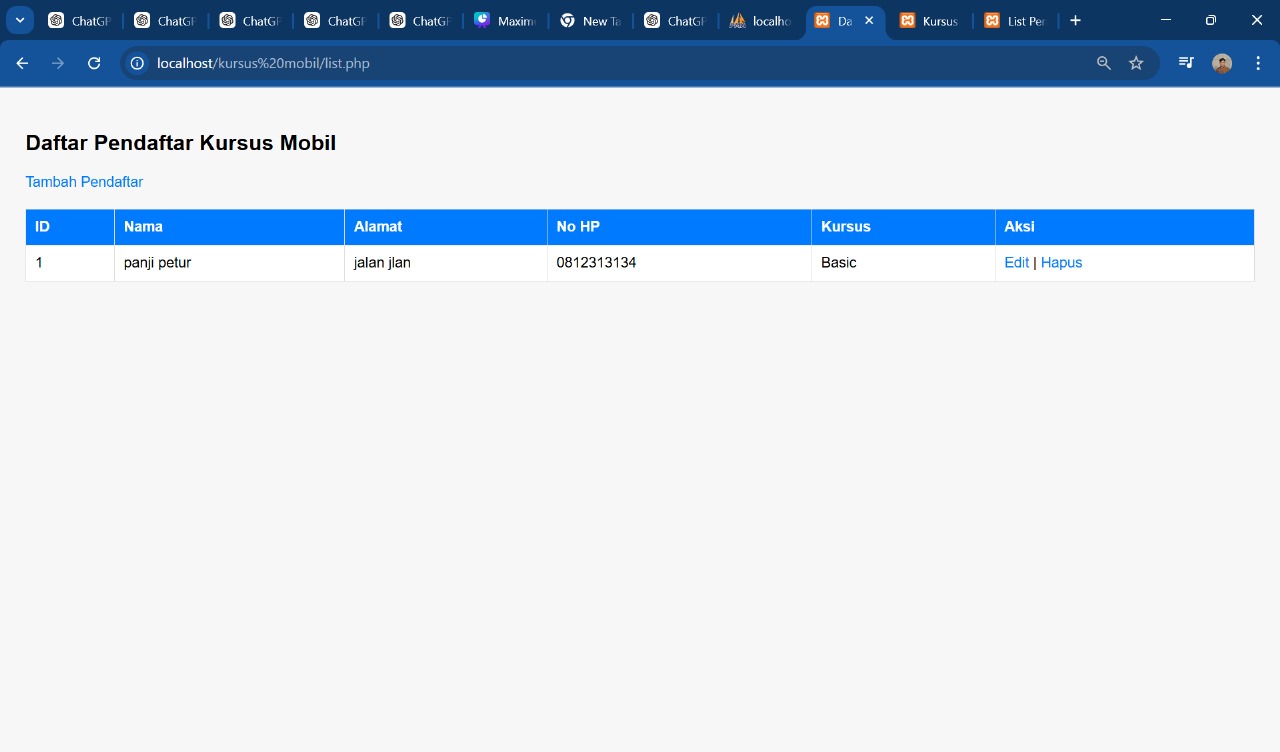 ChatGP ChatGP ChatGP ChatGP ChatGP Maxim New Ta ChatGP localho Da Kursus List Per
localhost/kursus%20mobil/list.php
Daftar Pendaftar Kursus Mobil
Tambah Pendaftar
ID Nama Alamat No HP Kursus Aksi
1 panji petur jalan jlan 0812313134 Basic Edit | Hapus